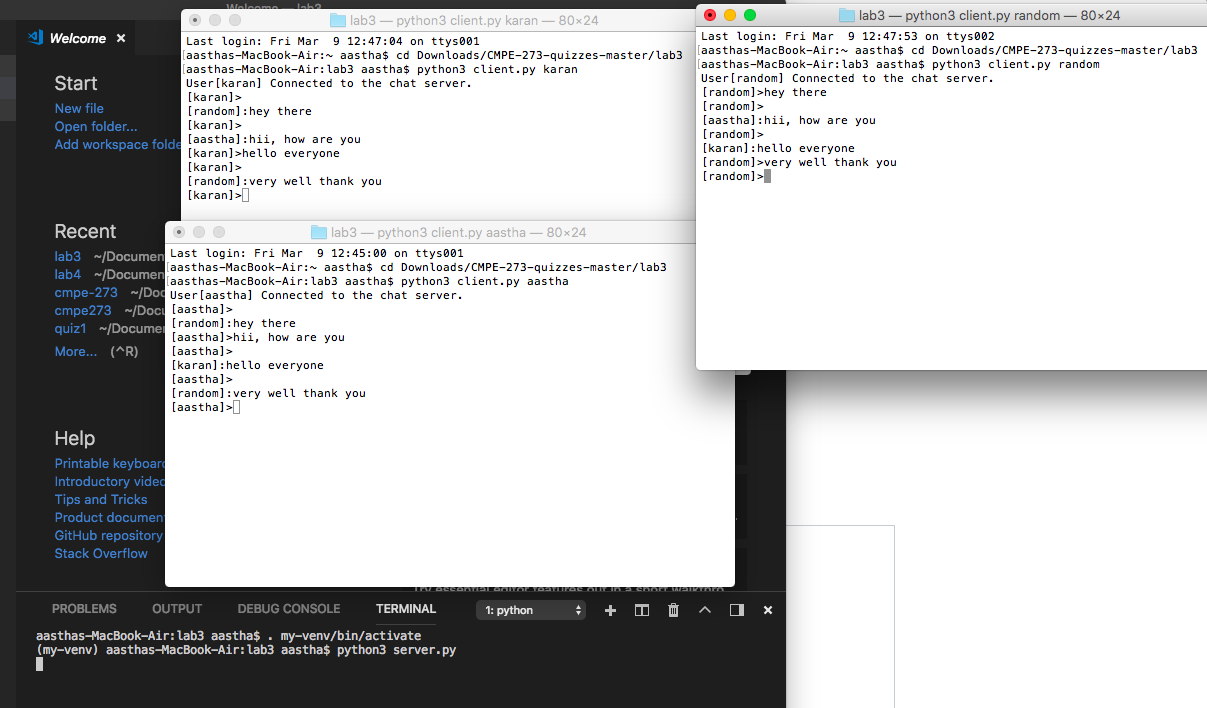 Welcome — lab3
Welcome ×
Start
New file
Open folder...
Add workspace folde
Recent
lab3 ~/Documen
lab4 ~/Documen
cmpe-273 ~/Doc
cmpe273 ~/Docu
quiz1 ~/Documen
More... (^R)
Help
Printable keyboard
Introductory video
Tips and Tricks
Product document
GitHub repository
Stack Overflow
lab3 — python3 client.py karan — 80×24
Last login: Fri Mar  9 12:47:04 on ttys001
[aasthas-MacBook-Air:~ aastha$ cd Downloads/CMPE-273-quizzes-master/lab3
[aasthas-MacBook-Air:lab3 aastha$ python3 client.py karan
User[karan] Connected to the chat server.
[karan]>
[random]:hey there
[karan]>
[aastha]:hii, how are you
[karan]>hello everyone
[karan]>
[random]:very well thank you
[karan]>
lab3 — python3 client.py random — 80×24
Last login: Fri Mar  9 12:47:53 on ttys002
[aasthas-MacBook-Air:~ aastha$ cd Downloads/CMPE-273-quizzes-master/lab3
[aasthas-MacBook-Air:lab3 aastha$ python3 client.py random
User[random] Connected to the chat server.
[random]>hey there
[random]>
[aastha]:hii, how are you
[random]>
[karan]:hello everyone
[random]>very well thank you
[random]>
lab3 — python3 client.py aastha — 80×24
Last login: Fri Mar  9 12:45:00 on ttys001
[aasthas-MacBook-Air:~ aastha$ cd Downloads/CMPE-273-quizzes-master/lab3
[aasthas-MacBook-Air:lab3 aastha$ python3 client.py aastha
User[aastha] Connected to the chat server.
[aastha]>
[random]:hey there
[aastha]>hii, how are you
[aastha]>
[karan]:hello everyone
[aastha]>
[random]:very well thank you
[aastha]>
Try essential editor features out in a short walkthro
PROBLEMS OUTPUT DEBUG CONSOLE TERMINAL 1: python
aasthas-MacBook-Air:lab3 aastha$ . my-venv/bin/activate
(my-venv) aasthas-MacBook-Air:lab3 aastha$ python3 server.py